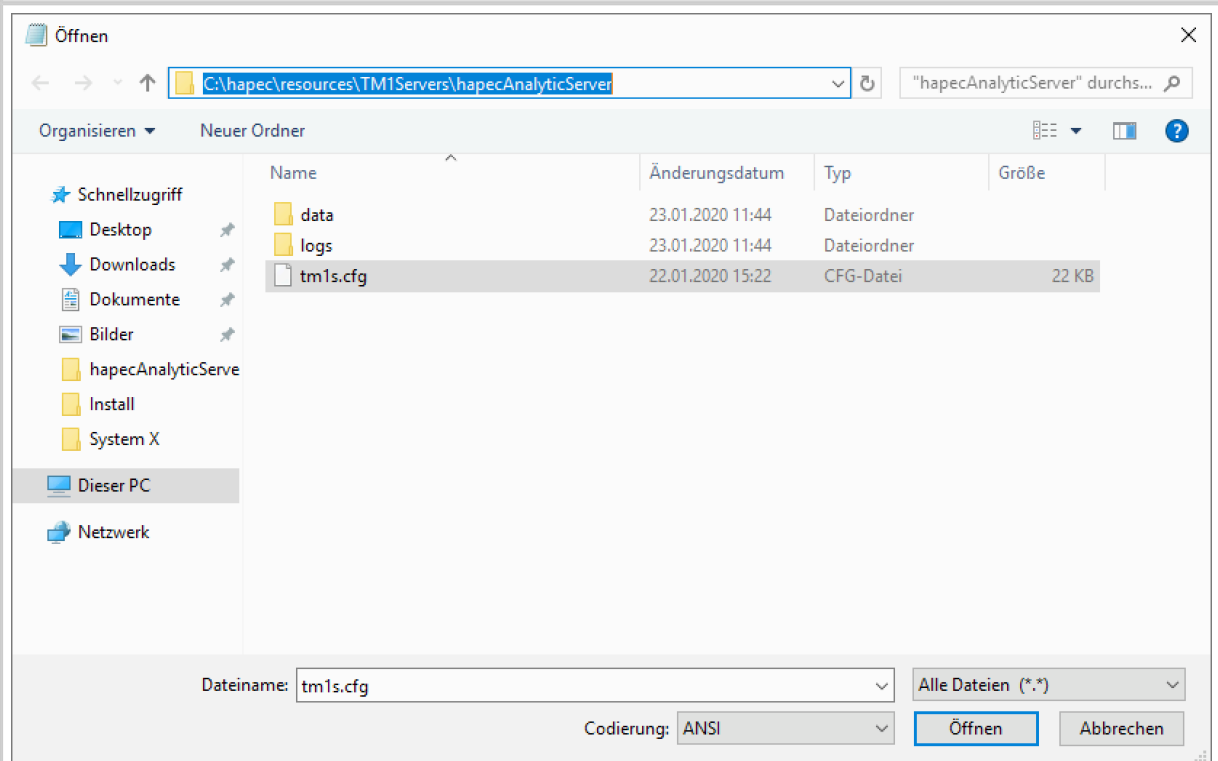 Öffnen
C:\hapec\resources\TM1Servers\hapecAnalyticServer
"hapecAnalyticServer" durchs...
Organisieren
Neuer Ordner
Name Änderungsdatum Typ Größe
Schnellzugriff
Desktop
Downloads
Dokumente
Bilder
hapecAnalyticServe
Install
System X
Dieser PC
Netzwerk
data 23.01.2020 11:44 Dateiordner
logs 23.01.2020 11:44 Dateiordner
tm1s.cfg 22.01.2020 15:22 CFG-Datei 22 KB
Dateiname: tm1s.cfg Alle Dateien (*.*)
Codierung: ANSI Öffnen Abbrechen